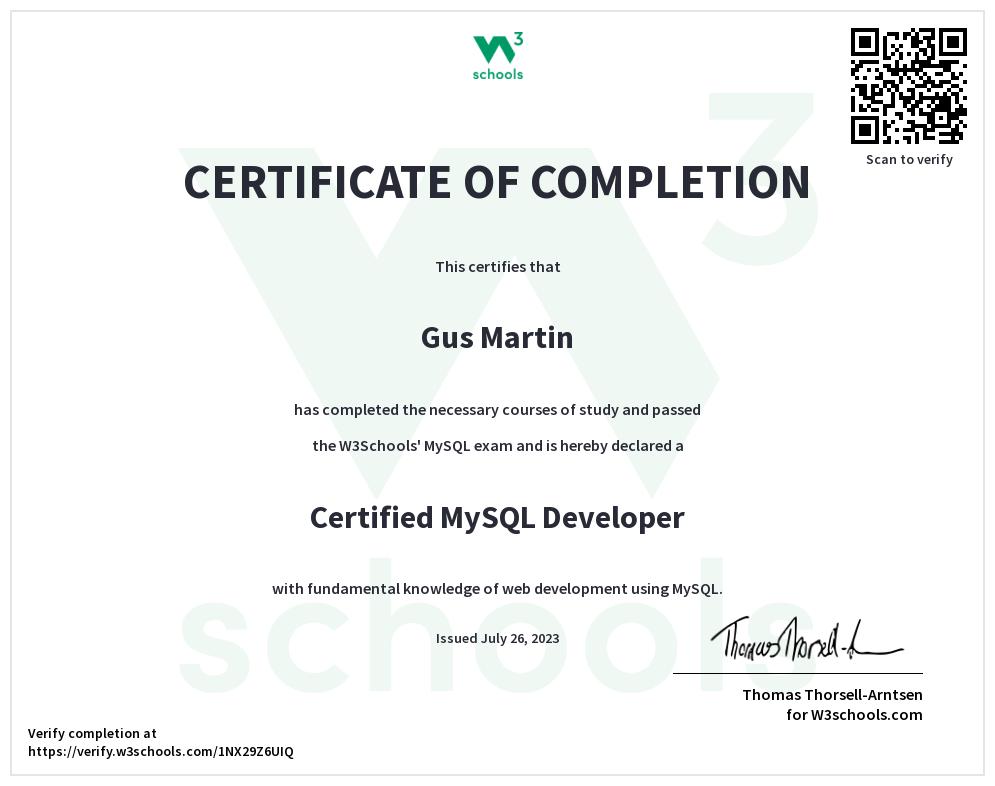 W3
schools
Scan to verify
CERTIFICATE OF COMPLETION
This certifies that
Gus Martin
has completed the necessary courses of study and passed
the W3Schools' MySQL exam and is hereby declared a
Certified MySQL Developer
with fundamental knowledge of web development using MySQL.
Issued July 26, 2023
Thomas Thorsell-A
Thomas Thorsell-Arntsen
for W3schools.com
Verify completion at
https://verify.w3schools.com/1NX29Z6UIQ
W3
schools